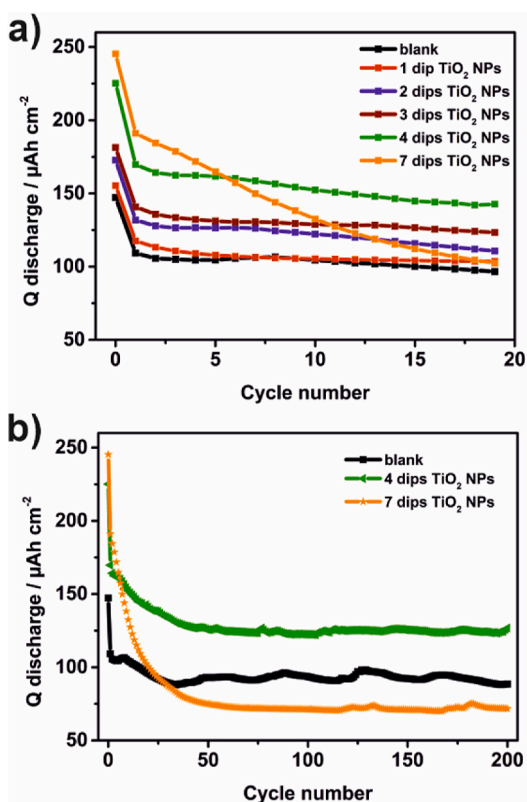 a)
250
200
150
100
50
Q discharge / µAh cm⁻²
blank
1 dip TiO₂ NPs
2 dips TiO₂ NPs
3 dips TiO₂ NPs
4 dips TiO₂ NPs
7 dips TiO₂ NPs
0 5 10 15 20
Cycle number
b)
250
200
150
100
50
Q discharge / µAh cm⁻²
blank
4 dips TiO₂ NPs
7 dips TiO₂ NPs
0 50 100 150 200
Cycle number